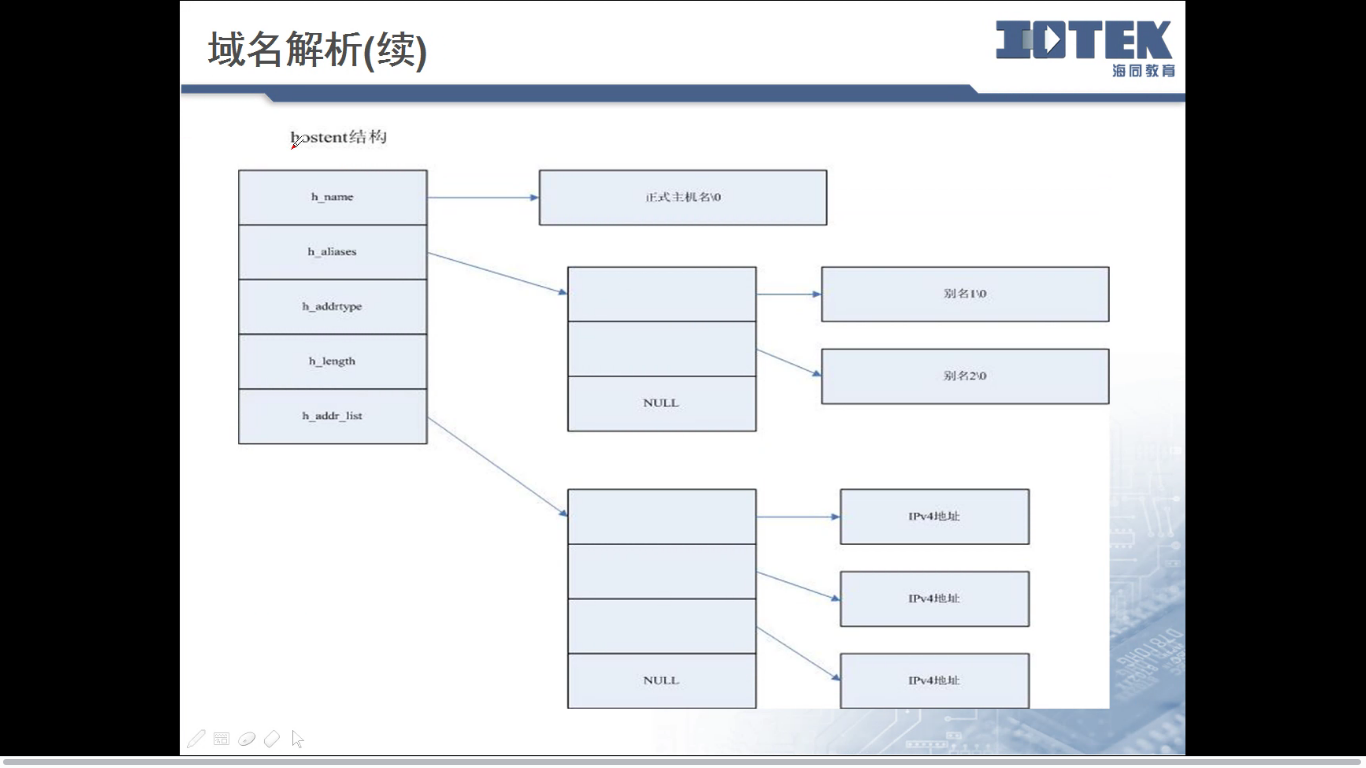 域名解析(续)
IOTEK
海同教育
hostent结构
h_name
正式主机名\0
h_aliases
别名1\0
h_addrtype
别名2\0
h_length
NULL
h_addr_list
IPv4地址
IPv4地址
IPv4地址
NULL